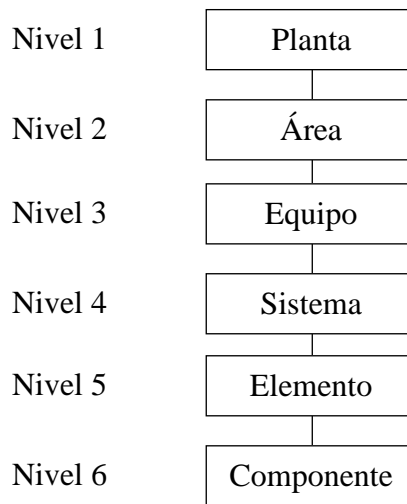 Nivel 1 Planta
Nivel 2 Área
Nivel 3 Equipo
Nivel 4 Sistema
Nivel 5 Elemento
Nivel 6 Componente